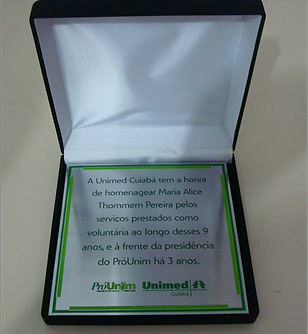 A Unimed Cuiabá tem a honra
de homenagear Maria Alice
Thommem Pereira pelos
serviços prestados como
voluntária ao longo desses 9
anos, e à frente da presidência
do PróUnim há 3 anos.
PróUnim Unimed
Cuiabá